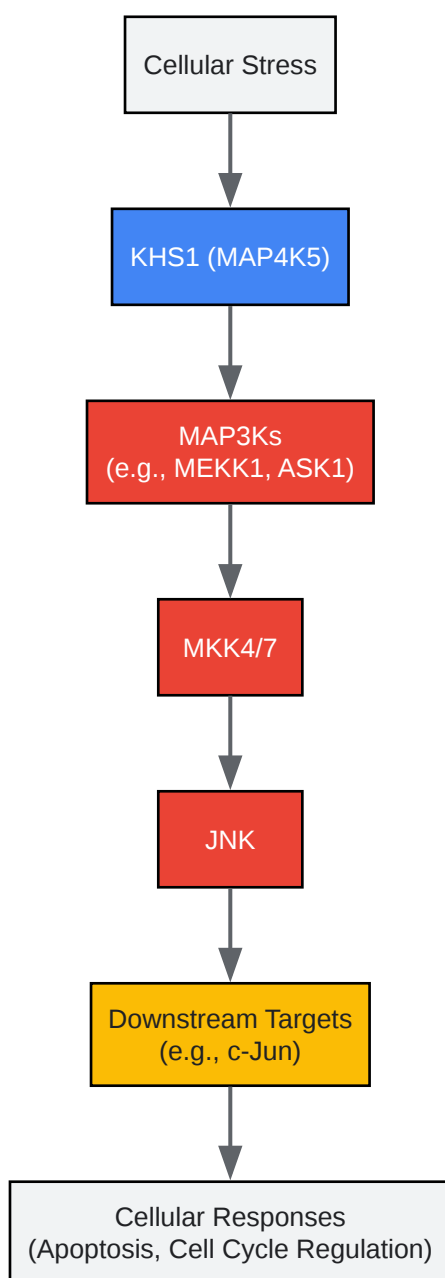 Cellular Stress
KHS1 (MAP4K5)
MAP3Ks
(e.g., MEKK1, ASK1)
MKK4/7
JNK
Downstream Targets
(e.g., c-Jun)
Cellular Responses
(Apoptosis, Cell Cycle Regulation)